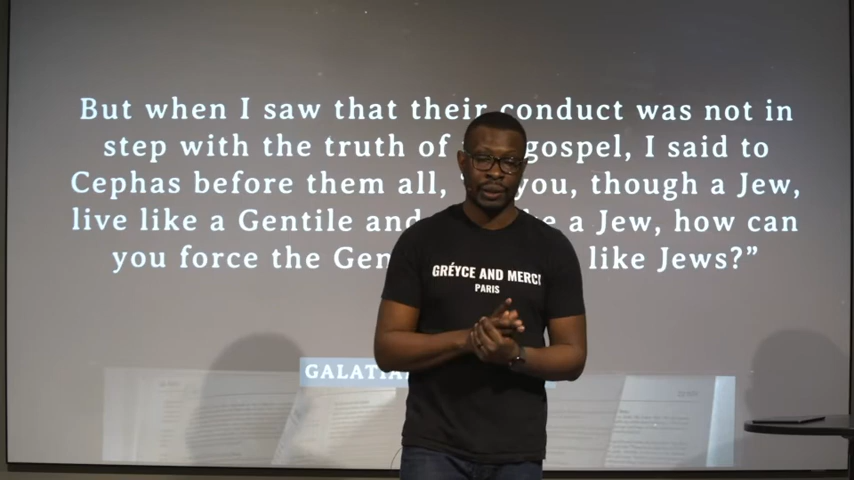 But when I saw that their conduct was not in
step with the truth of gospel, I said to
Cephas before them all, you, though a Jew,
live like a Gentile and a Jew, how can
you force the Gen like Jews?”
GRÉYCE AND MERCI
PARIS
GALATIA